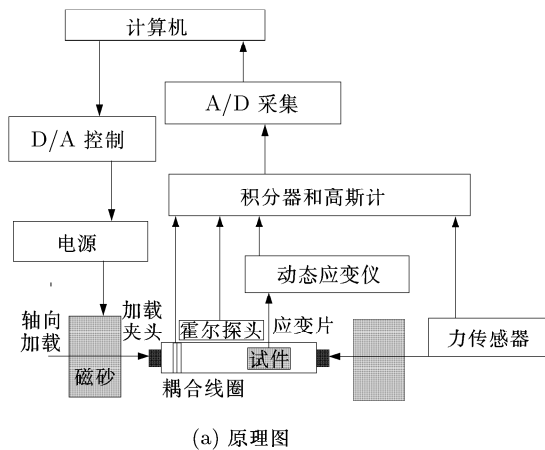 计算机
A/D 采集
D/A 控制
积分器和高斯计
电源
动态应变仪
轴向
加载
加载
夹头
霍尔探头
应变片
力传感器
磁砂
试件
耦合线圈
(a) 原理图